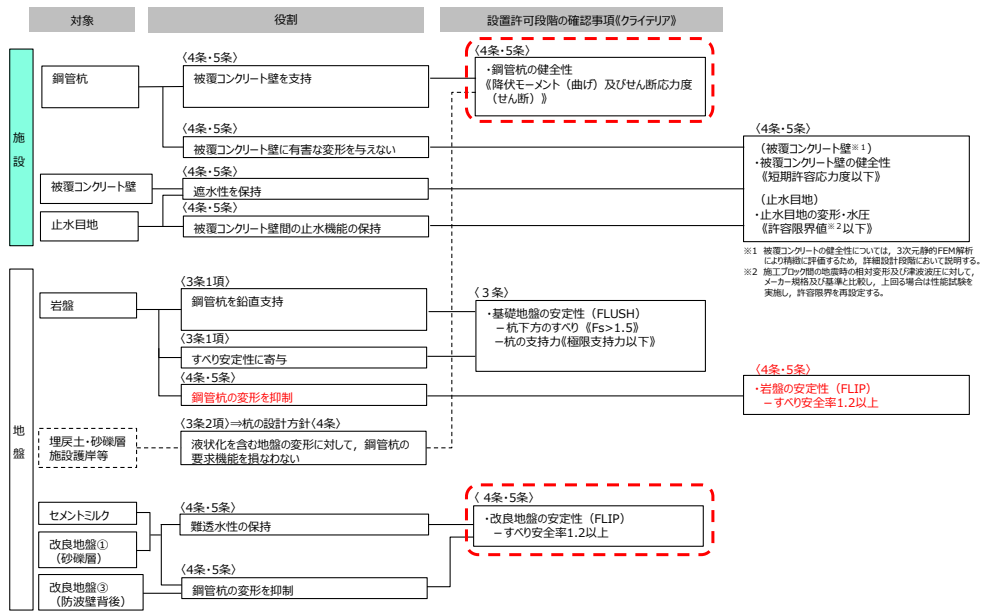 対象
役割
設置許可段階の確認事項《クライテリア》
施設
鋼管杭
〈4条・5条〉
被覆コンクリート壁を支持
〈4条・5条〉
・鋼管杭の健全性
《降伏モーメント（曲げ）及びせん断応力度
（せん断）》
〈4条・5条〉
被覆コンクリート壁に有害な変形を与えない
被覆コンクリート壁
〈4条・5条〉
遮水性を保持
止水目地
〈4条・5条〉
被覆コンクリート壁間の止水機能の保持
〈4条・5条〉
（被覆コンクリート壁※1）
・被覆コンクリート壁の健全性
《短期許容応力度以下》
（止水目地）
・止水目地の変形・水圧
《許容限界値※2以下》
※1 被覆コンクリートの健全性については，3次元静的FEM解析
により精緻に評価するため，詳細設計段階において説明する。
※2 施工ブロック間の地震時の相対変形及び津波波圧に対して，
メーカー規格及び基準と比較し，上回る場合は性能試験を
実施し，許容限界を再設定する。
地盤
岩盤
〈3条1項〉
鋼管杭を鉛直支持
〈3条1項〉
すべり安定性に寄与
〈4条・5条〉
鋼管杭の変形を抑制
〈３条〉
・基礎地盤の安定性（FLUSH）
－杭下方のすべり《Fs>1.5》
－杭の支持力《極限支持力以下》
〈4条・5条〉
・岩盤の安定性（FLIP）
－すべり安全率1.2以上
埋戻土・砂礫層
施設護岸等
〈3条2項〉⇒杭の設計方針〈4条〉
液状化を含む地盤の変形に対して，鋼管杭の
要求機能を損なわない
セメントミルク
改良地盤①
（砂礫層）
〈4条・5条〉
難透水性の保持
〈4条・5条〉
・改良地盤の安定性（FLIP）
－すべり安全率1.2以上
改良地盤③
（防波壁背後）
〈4条・5条〉
鋼管杭の変形を抑制